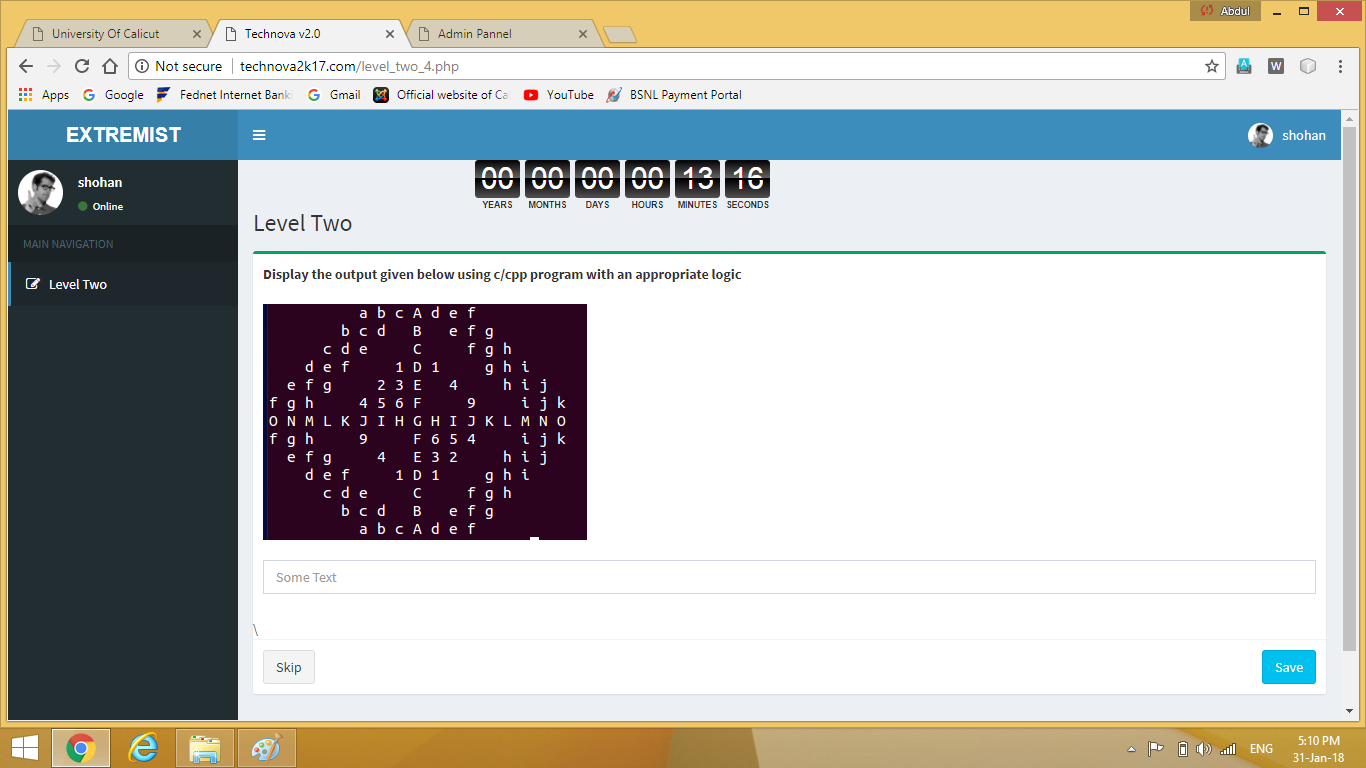 Abdul
University Of Calicut
Technova v2.0
Admin Pannel
Not secure technova2k17.com/level_two_4.php
Apps Google Fednet Internet Bank Gmail Official website of Ca YouTube BSNL Payment Portal
EXTREMIST
shohan
shohan
Online
MAIN NAVIGATION
Level Two
00 00 00 00 13 16
YEARS MONTHS DAYS HOURS MINUTES SECONDS
Level Two
Display the output given below using c/cpp program with an appropriate logic
a b c A d e f
b c d B e f g
c d e C f g h
d e f 1 D 1 g h i
e f g 2 3 E 4 h i j
f g h 4 5 6 F 9 i j k
O N M L K J I H G H I J K L M N O
f g h 9 F 6 5 4 i j k
e f g 4 E 3 2 h i j
d e f 1 D 1 g h i
c d e C f g h
b c d B e f g
a b c A d e f
Some Text
\
Skip
Save
ENG
5:10 PM
31-Jan-18